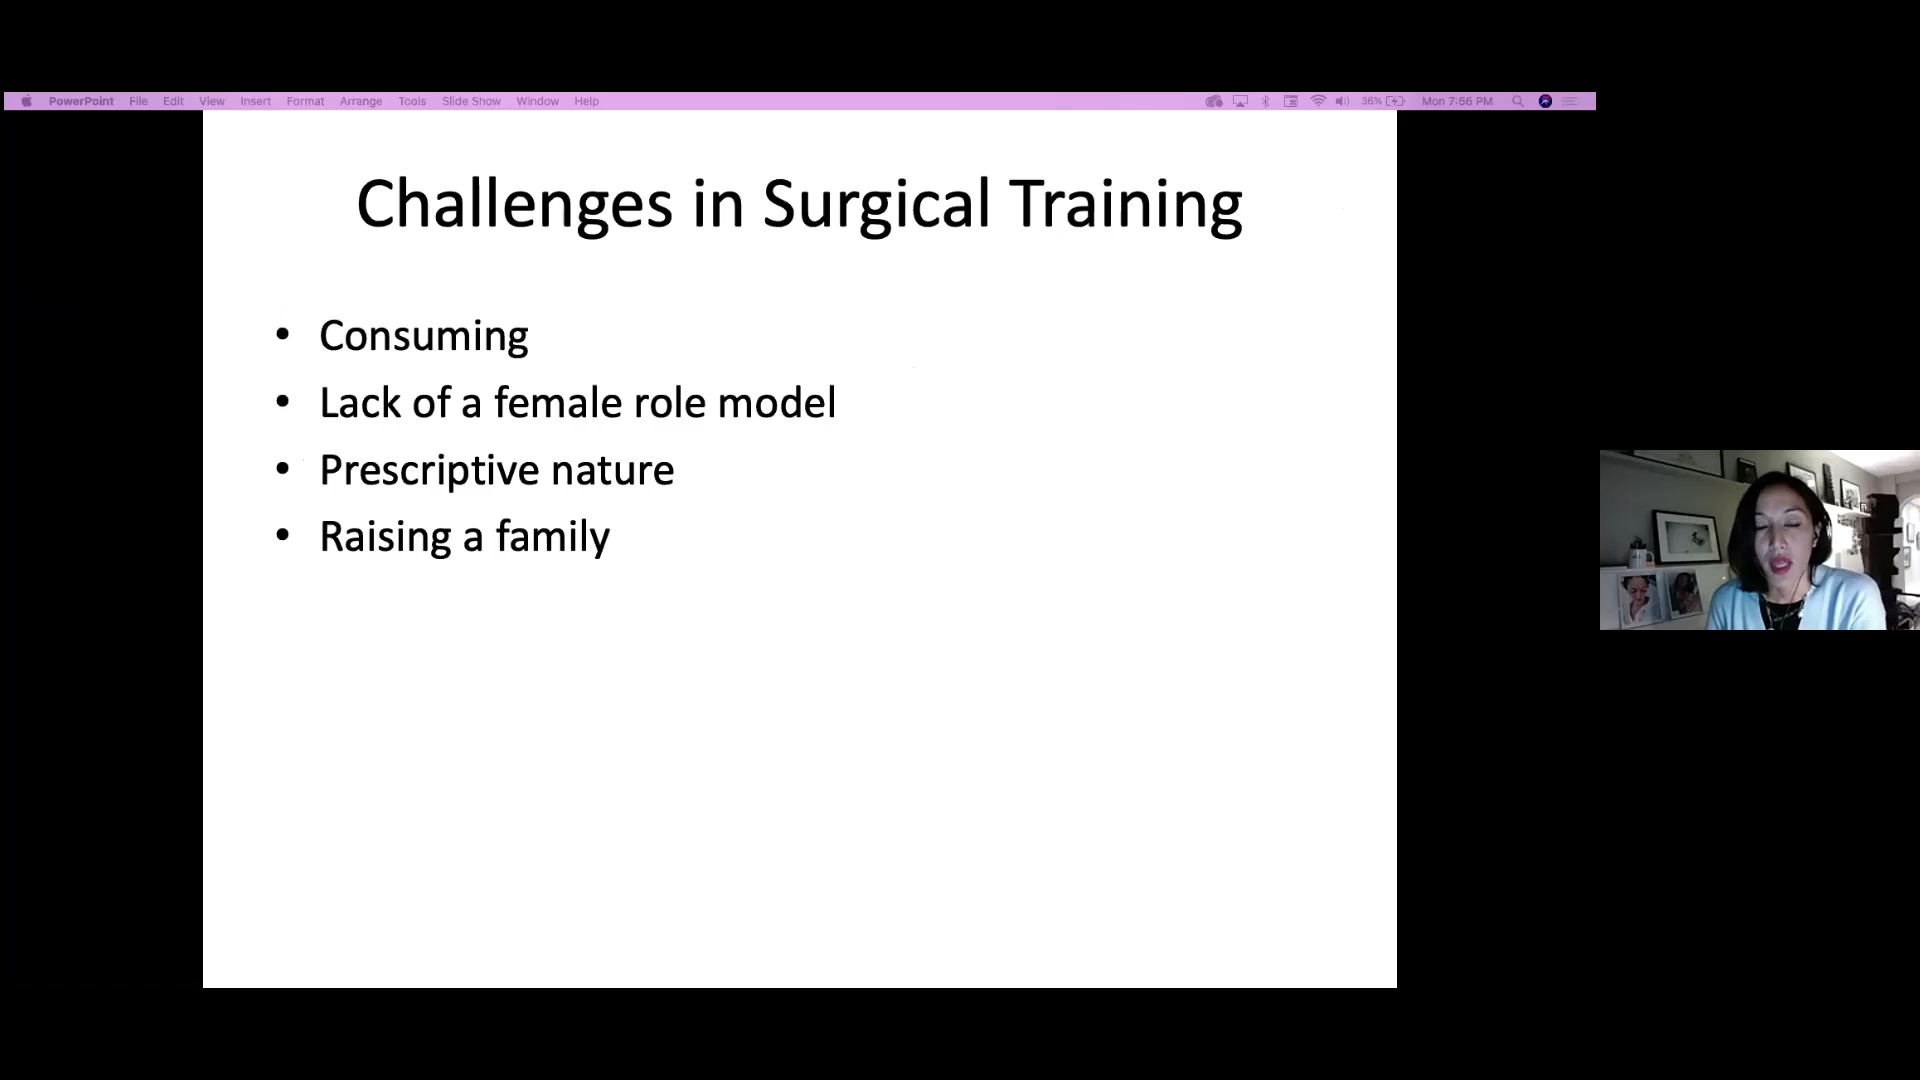 PowerPoint File Edit View Insert Format Arrange Tools Slide Show Window Help 36% Mon 7:56 PM
Challenges in Surgical Training
• Consuming
• Lack of a female role model
• Prescriptive nature
• Raising a family